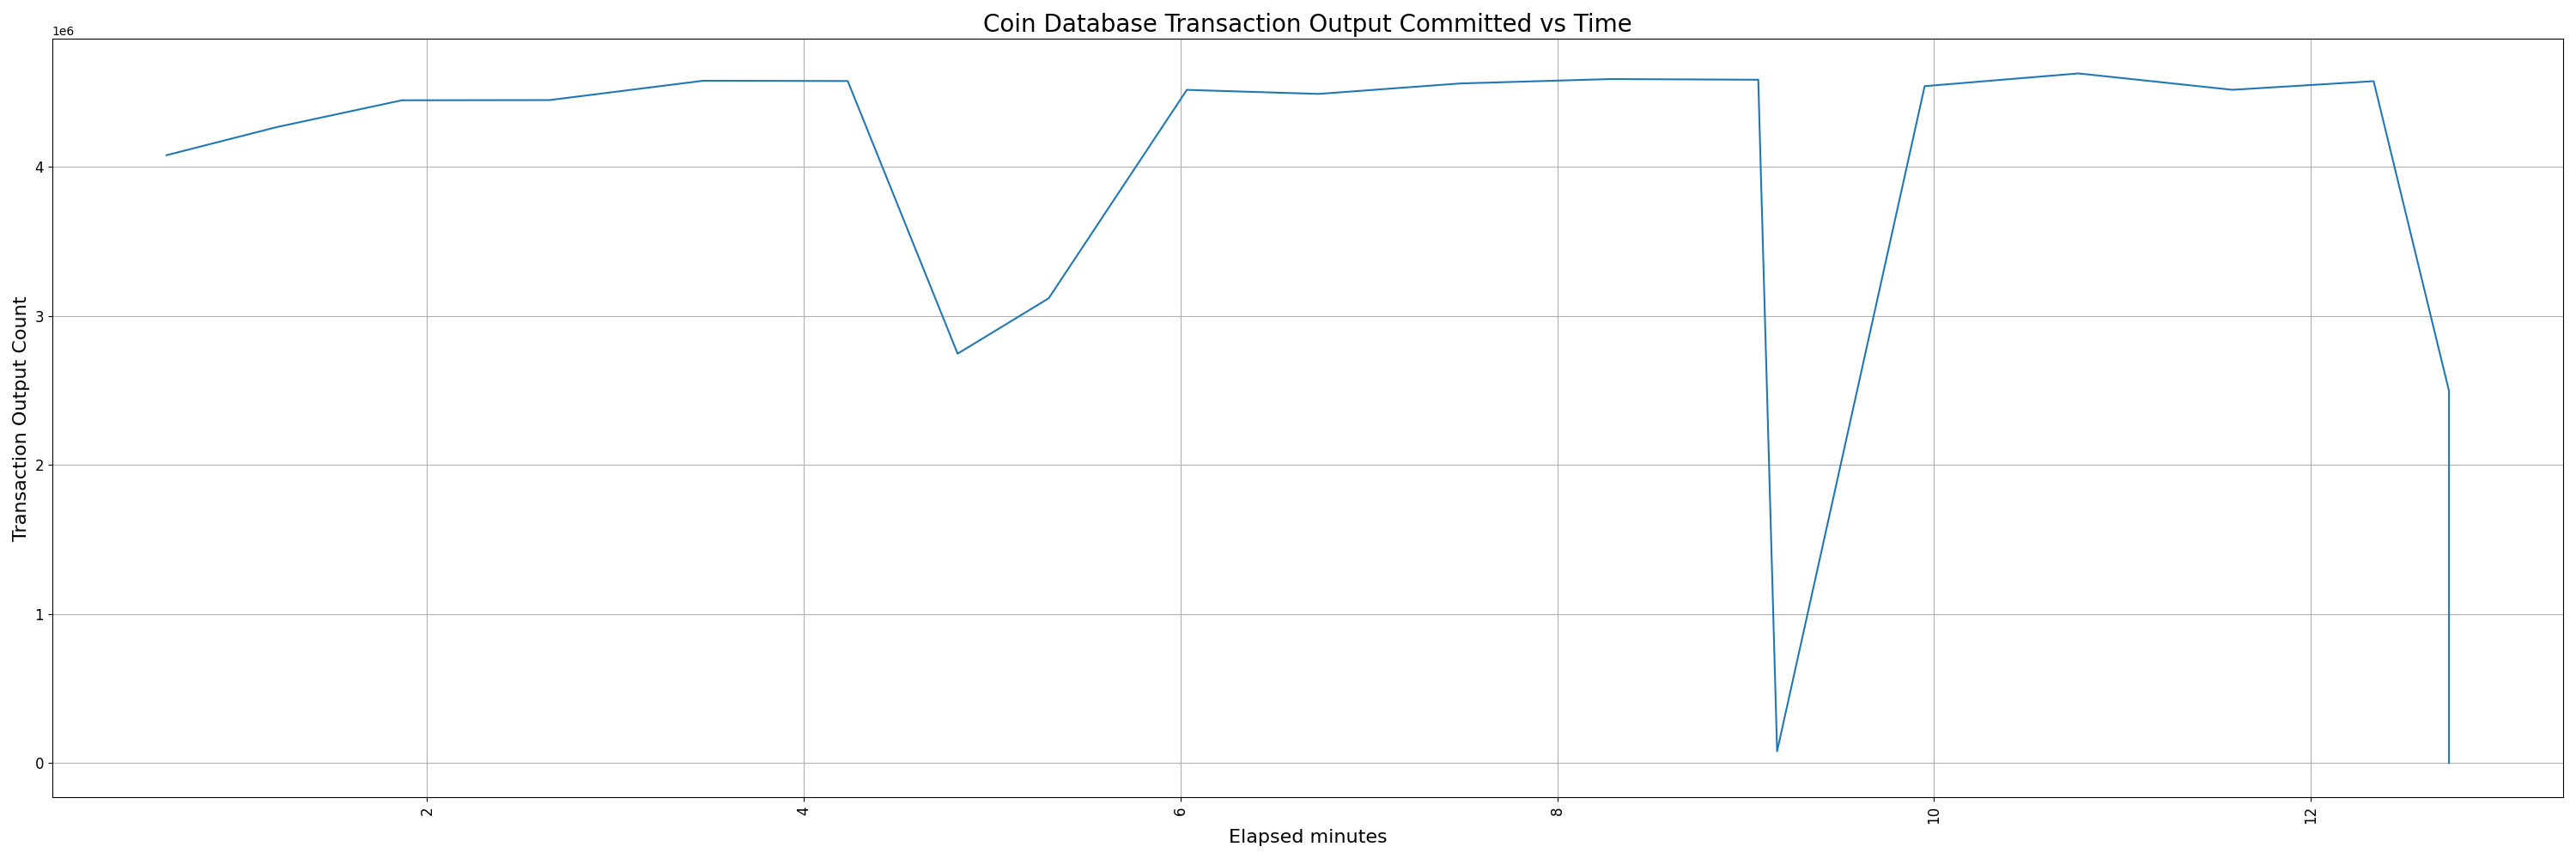 Coin Database Transaction Output Committed vs Time
1e6
4
3
2
1
0
Transaction Output Count
2
4
6
8
10
12
Elapsed minutes